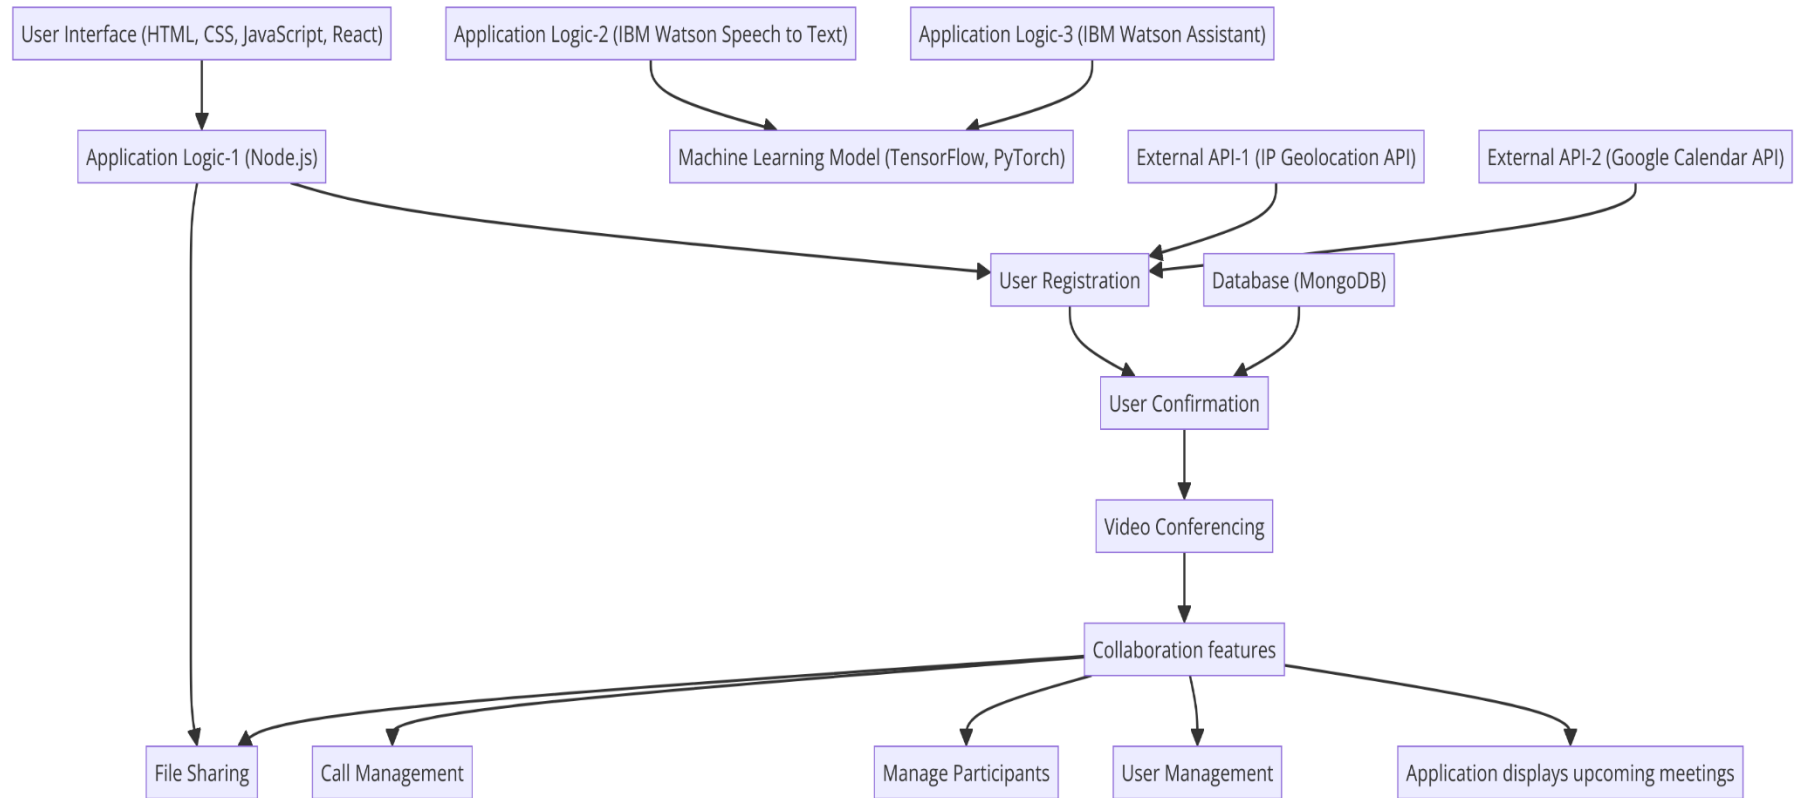 User Interface (HTML, CSS, JavaScript, React)
Application Logic-2 (IBM Watson Speech to Text)
Application Logic-3 (IBM Watson Assistant)
Application Logic-1 (Node.js)
Machine Learning Model (TensorFlow, PyTorch)
External API-1 (IP Geolocation API)
External API-2 (Google Calendar API)
User Registration
Database (MongoDB)
User Confirmation
Video Conferencing
Collaboration features
File Sharing
Call Management
Manage Participants
User Management
Application displays upcoming meetings